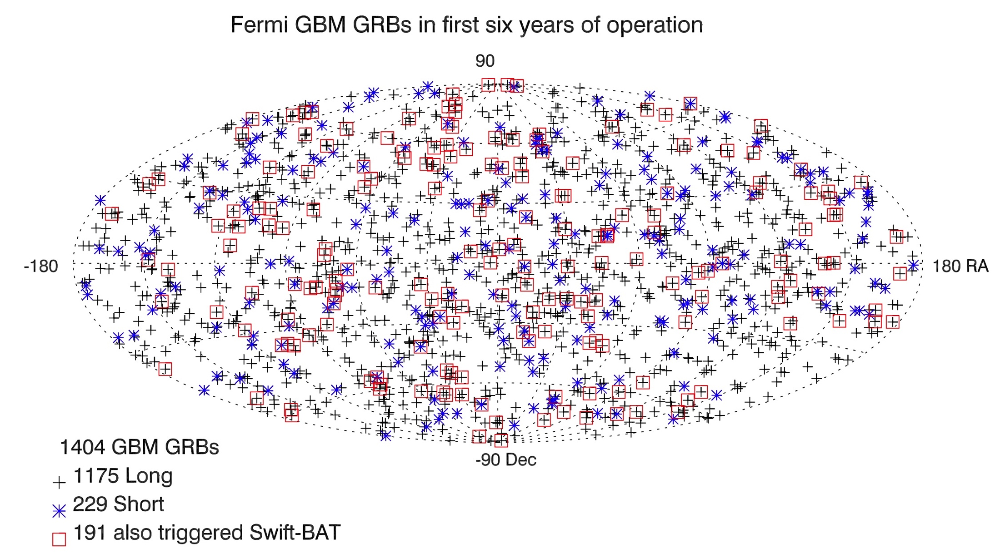 Fermi GBM GRBs in first six years of operation
90
-180
180 RA
-90 Dec
1404 GBM GRBs
1175 Long
229 Short
191 also triggered Swift-BAT